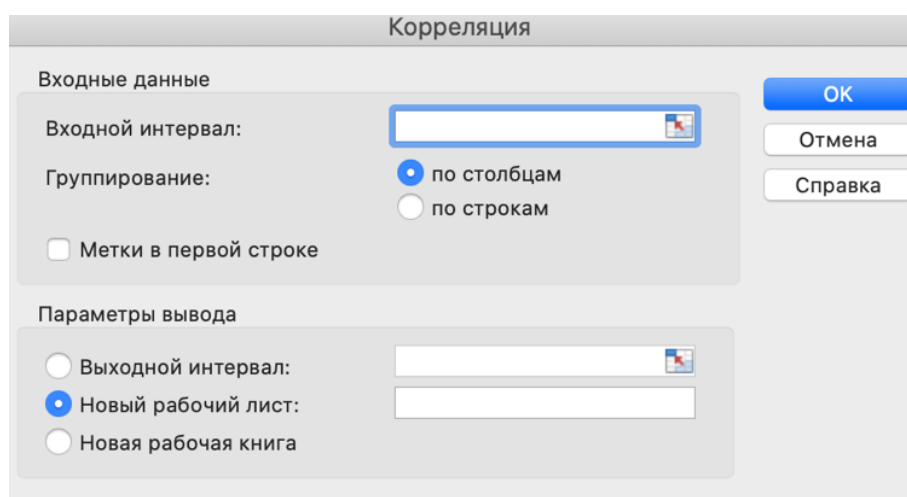 Корреляция
Входные данные
Входной интервал:
Группирование:
по столбцам
по строкам
Метки в первой строке
Параметры вывода
Выходной интервал:
Новый рабочий лист:
Новая рабочая книга
ОК
Отмена
Справка